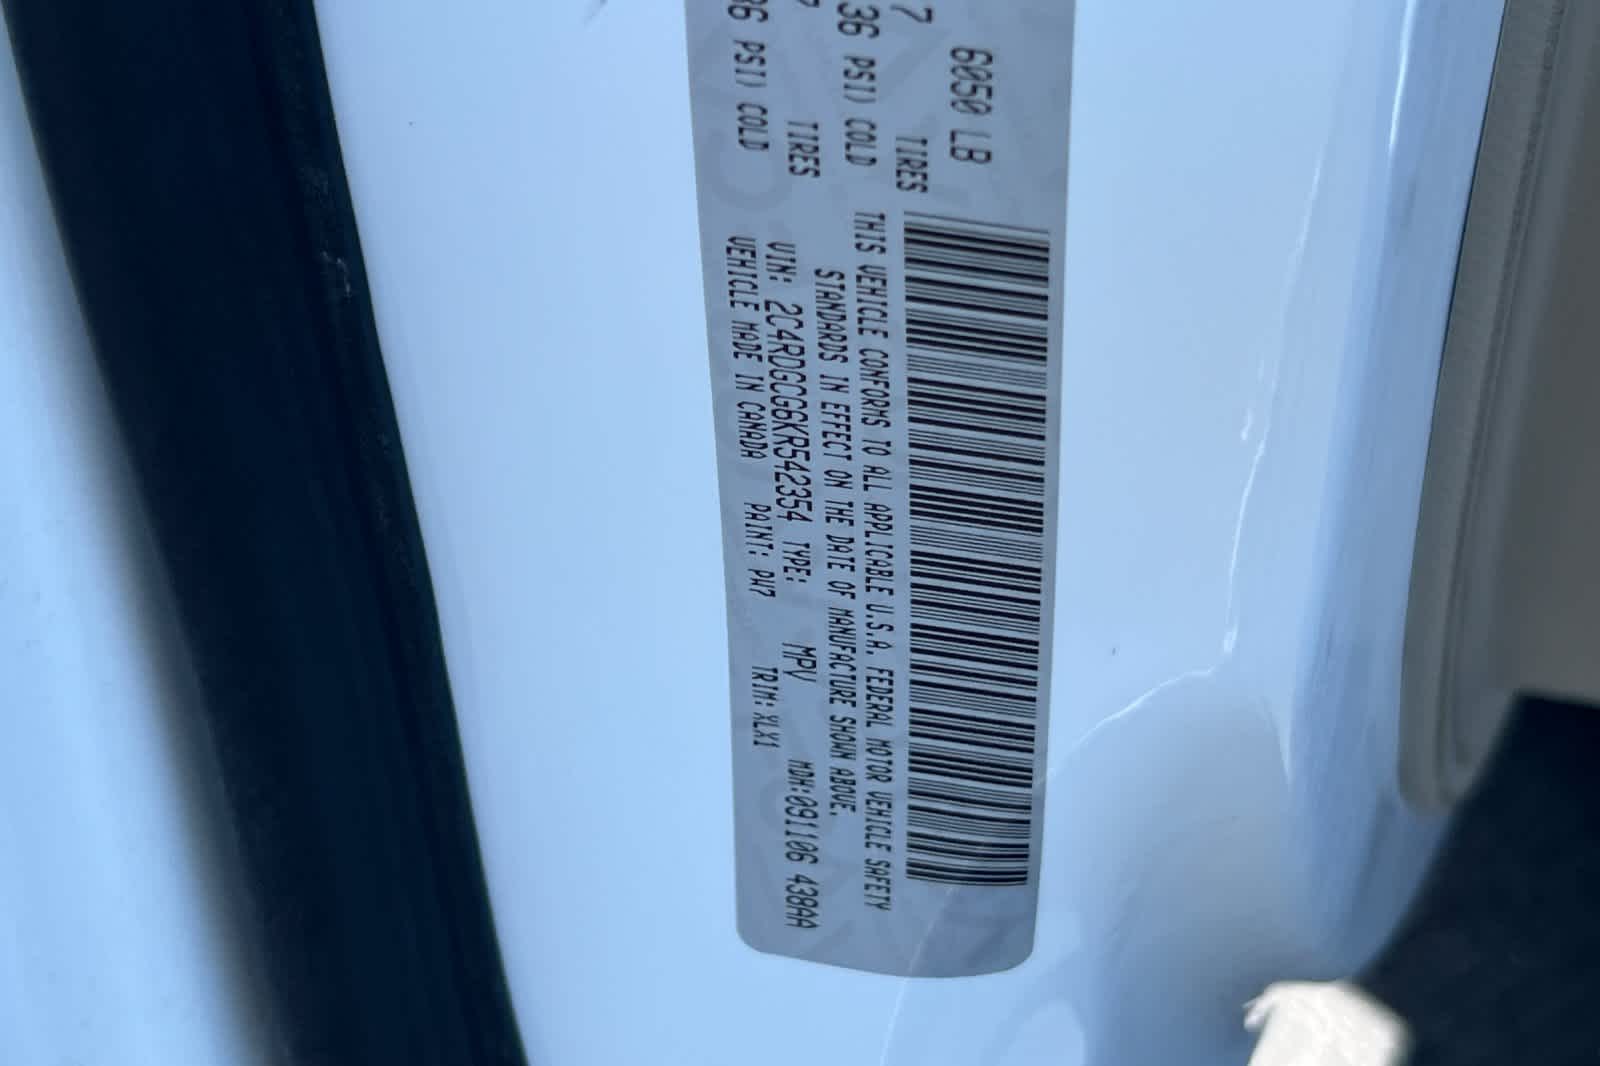 6050 LB
7 TIRES
36 PSI) COLD
TIRES
36 PSI) COLD
THIS VEHICLE CONFORMS TO ALL APPLICABLE U.S.A. FEDERAL MOTOR VEHICLE SAFETY
STANDARDS IN EFFECT ON THE DATE OF MANUFACTURE SHOWN ABOVE.
VIN: 2C4RDGCG6KR542354 TYPE: MPV MDH:091106 438AA
VEHICLE MADE IN CANADA PAINT: PW7 TRIM:XLX1